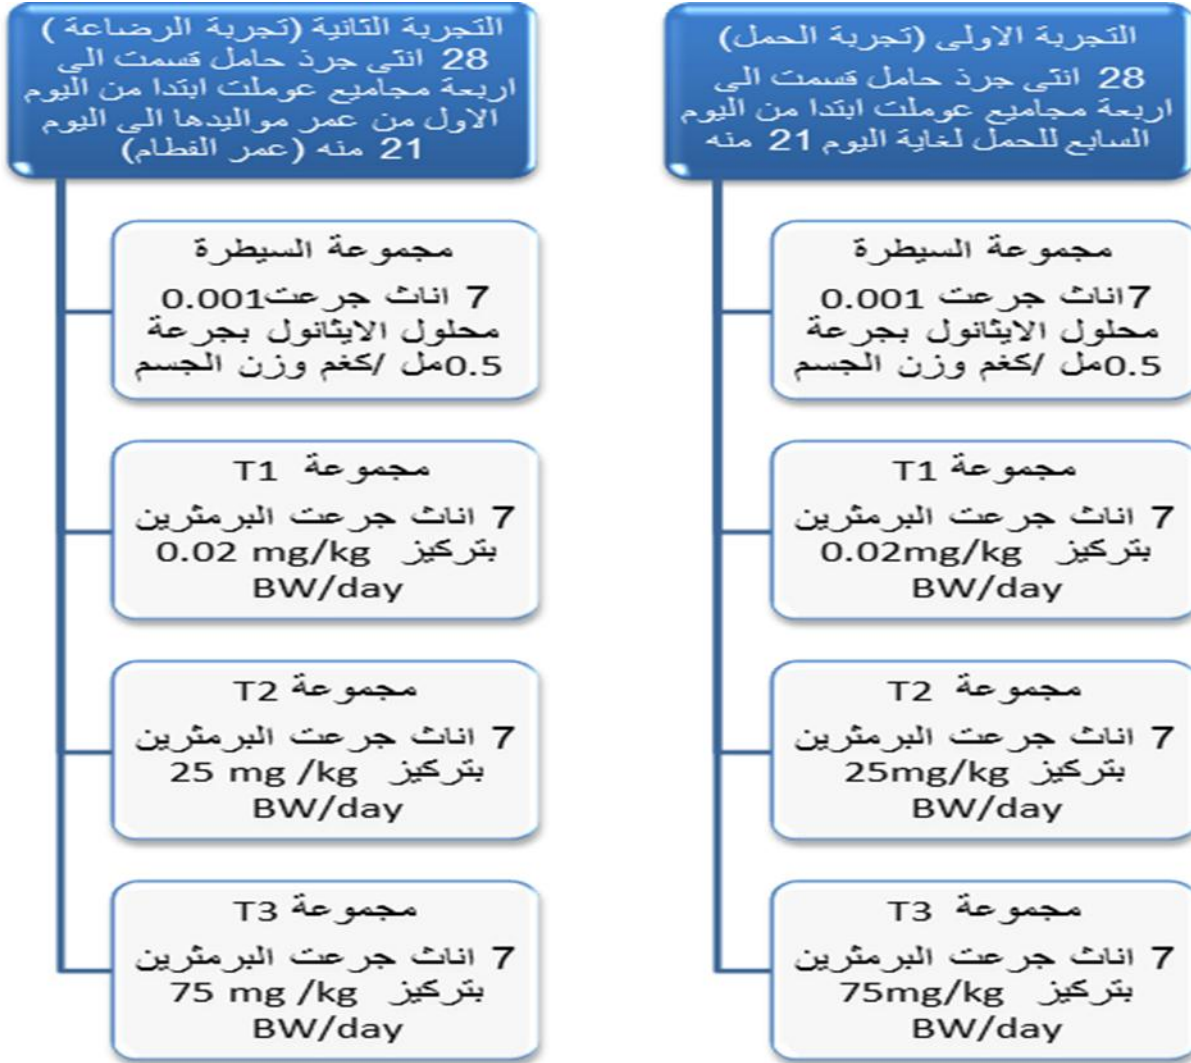 التجربة الاولى (تجربة الحمل)
28 انثى جرذ حامل قسمت الى
اربعة مجاميع عوملت ابتدا من اليوم
السابع للحمل لغاية اليوم 21 منه
مجموعة السيطرة
7اناث جرعت 0.001
محلول الايثانول بجرعة
0.5مل /كغم وزن الجسم
مجموعة T1
7 اناث جرعت البرمثرين
بتركيز 0.02mg/kg
BW/day
مجموعة T2
7 اناث جرعت البرمثرين
بتركيز 25mg/kg
BW/day
مجموعة T3
7 اناث جرعت البرمثرين
بتركيز 75mg/kg
BW/day
التجربة الثانية (تجربة الرضاعة )
28 انثى جرذ حامل قسمت الى
اربعة مجاميع عوملت ابتدا من اليوم
الاول من عمر مواليدها الى اليوم
21 منه (عمر الفطام)
مجموعة السيطرة
7 اناث جرعت0.001
محلول الايثانول بجرعة
0.5مل /كغم وزن الجسم
مجموعة T1
7 اناث جرعت البرمثرين
بتركيز 0.02 mg/kg
BW/day
مجموعة T2
7 اناث جرعت البرمثرين
بتركيز 25 mg /kg
BW/day
مجموعة T3
7 اناث جرعت البرمثرين
بتركيز 75 mg /kg
BW/day